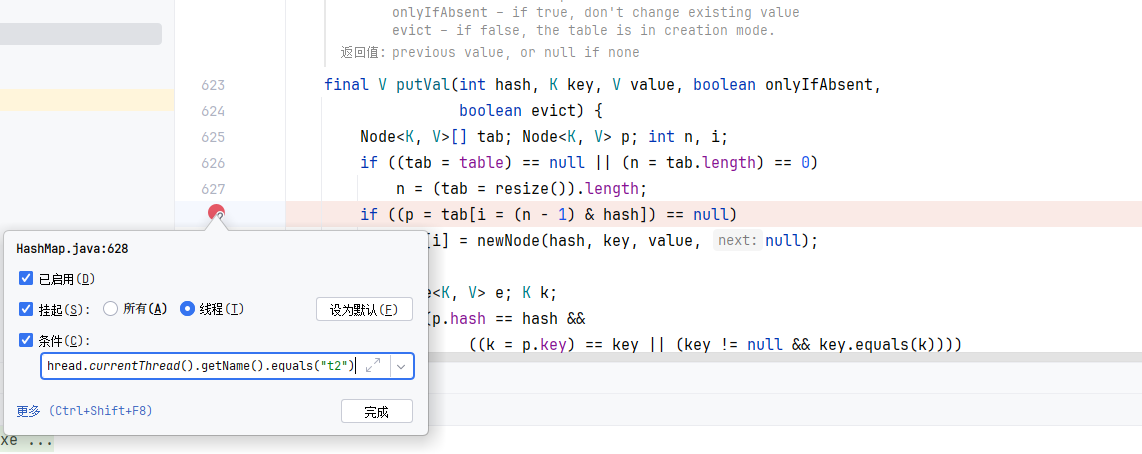 onlyIfAbsent – if true, don't change existing value
evict – if false, the table is in creation mode.
返回值: previous value, or null if none
623 final V putVal(int hash, K key, V value, boolean onlyIfAbsent,
624 boolean evict) {
625 Node<K, V>[] tab; Node<K, V> p; int n, i;
626 if ((tab = table) == null || (n = tab.length) == 0)
627 n = (tab = resize()).length;
if ((p = tab[i = (n - 1) & hash]) == null)
[i] = newNode(hash, key, value, next: null);
e<K, V> e; K k;
(p.hash == hash &&
((k = p.key) == key || (key != null && key.equals(k))))
HashMap.java:628
已启用(D)
挂起(S): 所有(A) 线程(T) 设为默认(F)
条件(C):
hread.currentThread().getName().equals("t2")
更多 (Ctrl+Shift+F8) 完成
xe ...